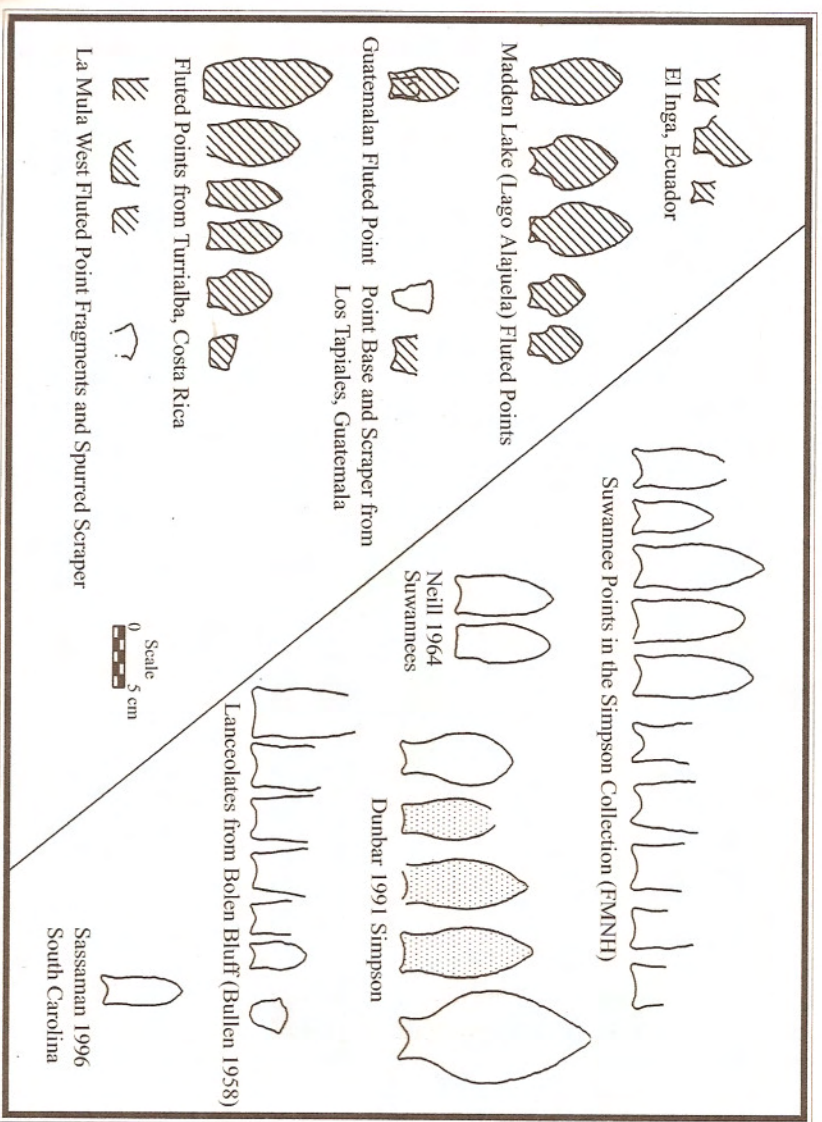 El Inga, Ecuador
Madden Lake (Lago Alajuela) Fluted Points
Guatemalan Fluted Point
Point Base and Scraper from
Los Tapiales, Guatemala
Fluted Points from Turrialba, Costa Rica
La Mula West Fluted Point Fragments and Spurred Scraper
Suwannee Points in the Simpson Collection (FMNH)
Neill 1964
Suwannees
Dunbar 1991 Simpson
Lanceolates from Bolen Bluff (Bullen 1958)
Scale
0 5 cm
Sassaman 1996
South Carolina